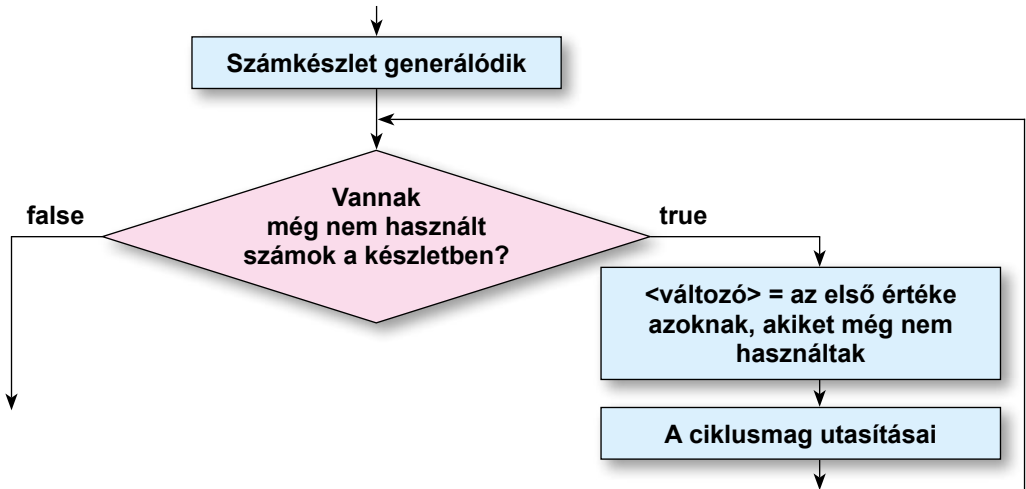 Számkészlet generálódik
Vannak
még nem használt
számok a készletben?
false
true
<változó> = az első értéke
azoknak, akiket még nem
használtak
A ciklusmag utasításai